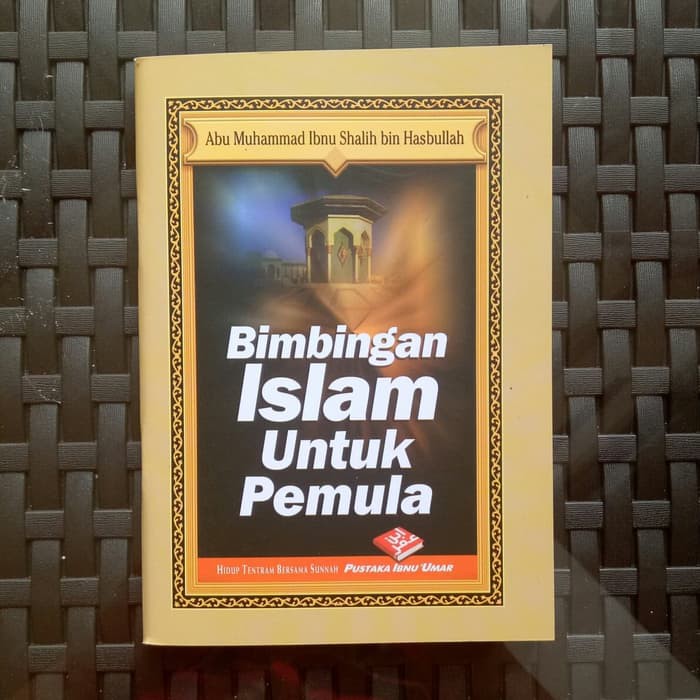 Abu Muhammad Ibnu Shalih bin Hasbullah
Bimbingan
Islam
Untuk
Pemula
HIDUP TENTRAM BERSAMA SUNNAH PUSTAKA IBNU 'UMAR